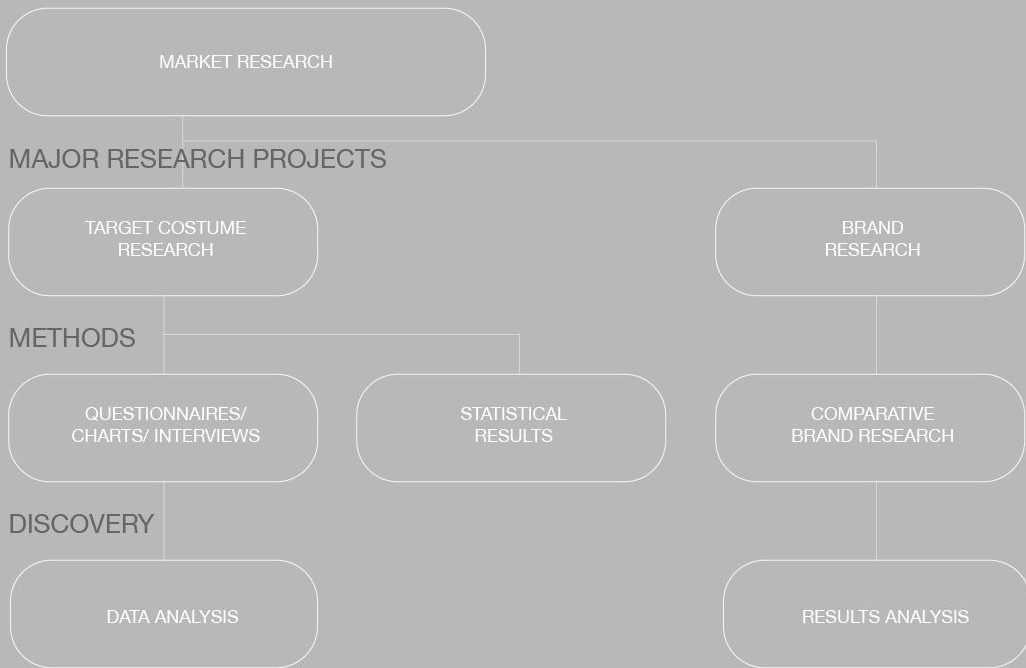 MARKET RESEARCH
MAJOR RESEARCH PROJECTS
TARGET COSTUME
RESEARCH
BRAND
RESEARCH
METHODS
QUESTIONNAIRES/
CHARTS/ INTERVIEWS
STATISTICAL
RESULTS
COMPARATIVE
BRAND RESEARCH
DISCOVERY
DATA ANALYSIS
RESULTS ANALYSIS